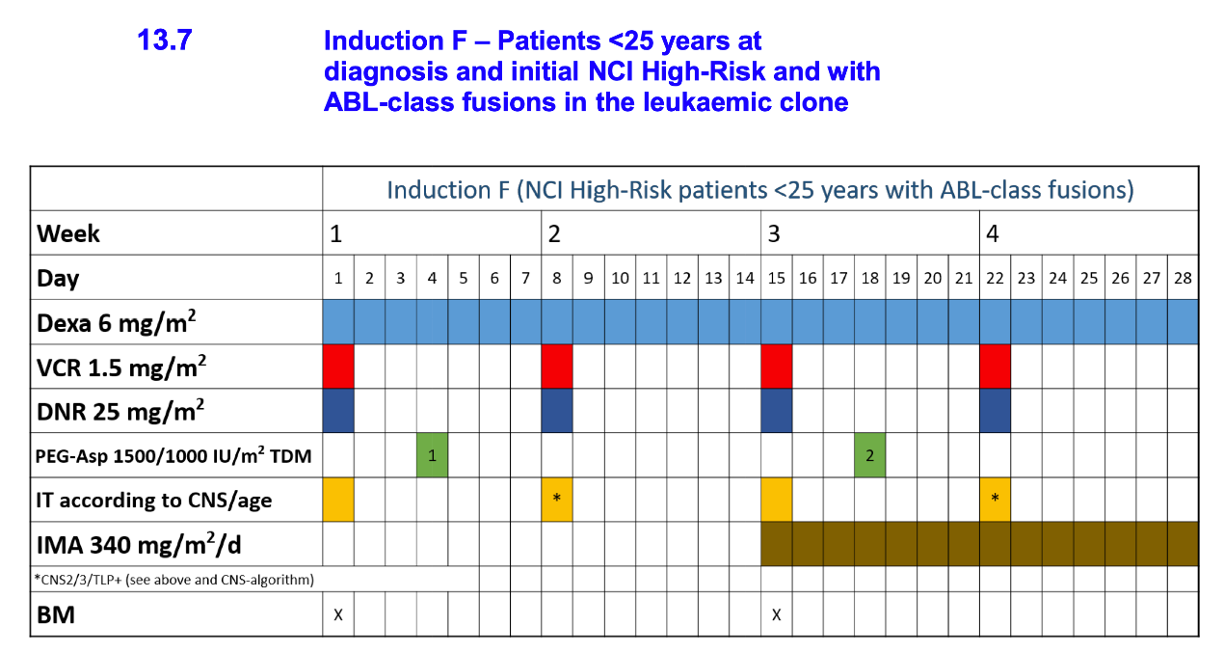 13.7 Induction F – Patients <25 years at
diagnosis and initial NCI High-Risk and with
ABL-class fusions in the leukaemic clone
Induction F (NCI High-Risk patients <25 years with ABL-class fusions)
Week 1 2 3 4
Day 1 2 3 4 5 6 7 8 9 10 11 12 13 14 15 16 17 18 19 20 21 22 23 24 25 26 27 28
Dexa 6 mg/m²
VCR 1.5 mg/m²
DNR 25 mg/m²
PEG-Asp 1500/1000 IU/m² TDM 1 2
IT according to CNS/age * *
IMA 340 mg/m²/d
*CNS2/3/TLP+ (see above and CNS-algorithm)
BM X X